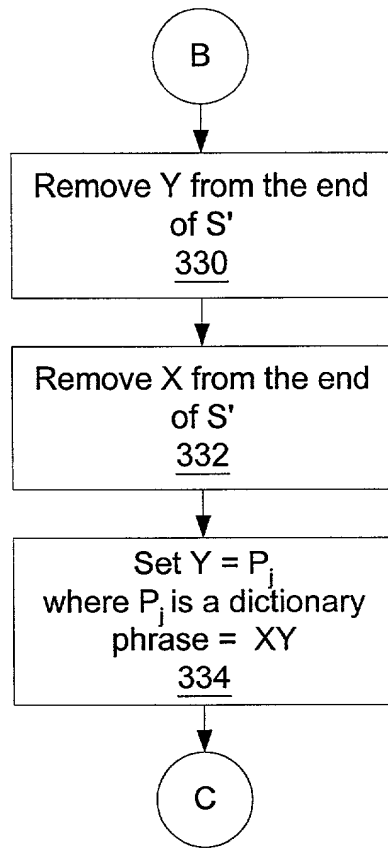 B
Remove Y from the end
of S'
330
Remove X from the end
of S'
332
Set Y = Pj
where Pj is a dictionary
phrase = XY
334
C